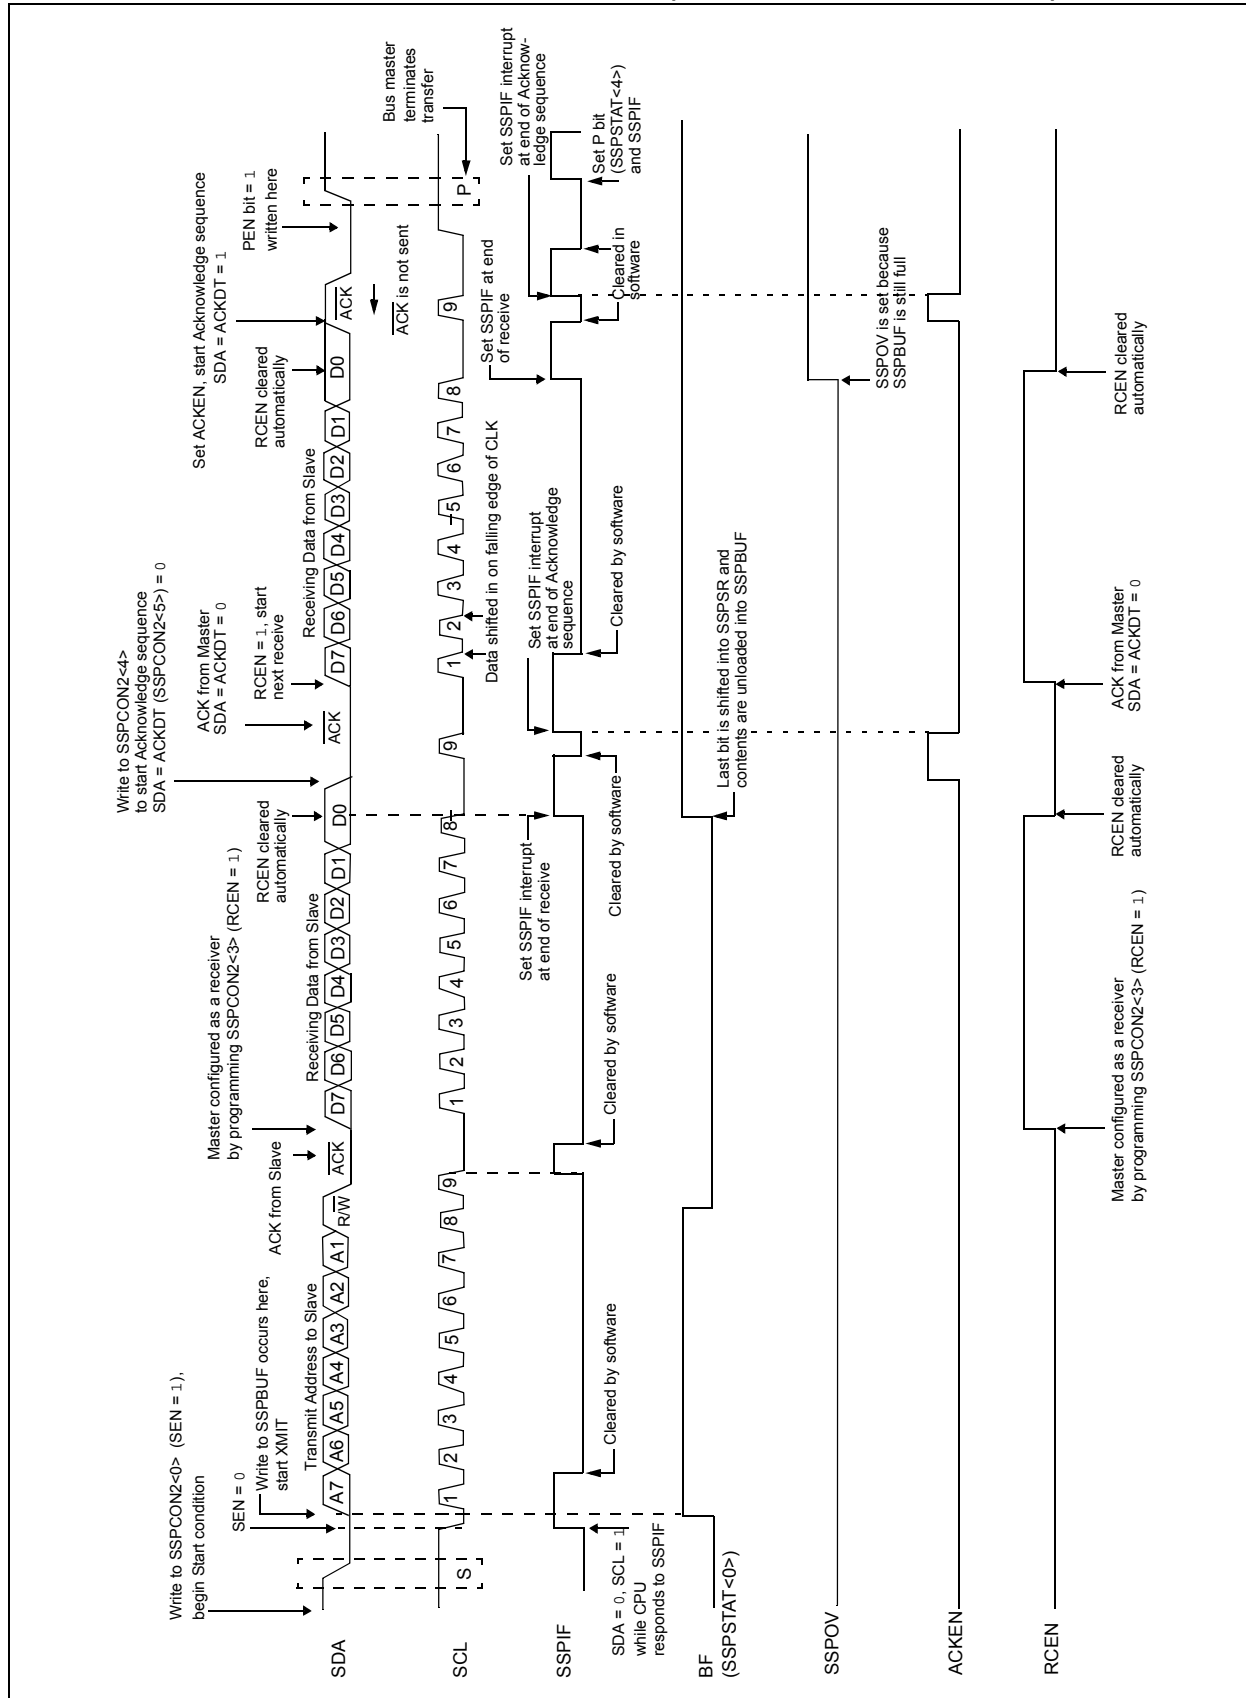 Write to SSPCON2<0> (SEN = 1),
begin Start condition
SEN = 0
Write to SSPBUF occurs here,
start XMIT
ACK from Slave
Master configured as a receiver
by programming SSPCON2<3> (RCEN = 1)
RCEN cleared
automatically
Write to SSPCON2<4>
to start Acknowledge sequence
SDA = ACKDT (SSPCON2<5>) = 0
ACK from Master
SDA = ACKDT = 0
RCEN = 1, start
next receive
RCEN cleared
automatically
Set ACKEN, start Acknowledge sequence
SDA = ACKDT = 1
PEN bit = 1
written here
Transmit Address to Slave
Receiving Data from Slave
Receiving Data from Slave
SDA
A7 A6 A5 A4 A3 A2 A1 R/W ACK D7 D6 D5 D4 D3 D2 D1 D0 ACK D7 D6 D5 D4 D3 D2 D1 D0 ACK
ACK is not sent
Bus master
terminates
transfer
SCL
S 1 2 3 4 5 6 7 8 9 1 2 3 4 5 6 7 8 9 1 2 3 4 5 6 7 8 9 P
Data shifted in on falling edge of CLK
Set SSPIF interrupt
at end of receive
Set SSPIF interrupt
at end of Acknowledge
sequence
Set SSPIF at end
of receive
Set SSPIF interrupt
at end of Acknow-
ledge sequence
SSPIF
SDA = 0, SCL = 1
while CPU
responds to SSPIF
Cleared by software
Cleared by software
Cleared by software
Cleared by software
Cleared in
software
Set P bit
(SSPSTAT<4>)
and SSPIF
BF
(SSPSTAT<0>)
Last bit is shifted into SSPSR and
contents are unloaded into SSPBUF
SSPOV
SSPOV is set because
SSPBUF is still full
ACKEN
RCEN
Master configured as a receiver
by programming SSPCON2<3> (RCEN = 1)
RCEN cleared
automatically
ACK from Master
SDA = ACKDT = 0
RCEN cleared
automatically